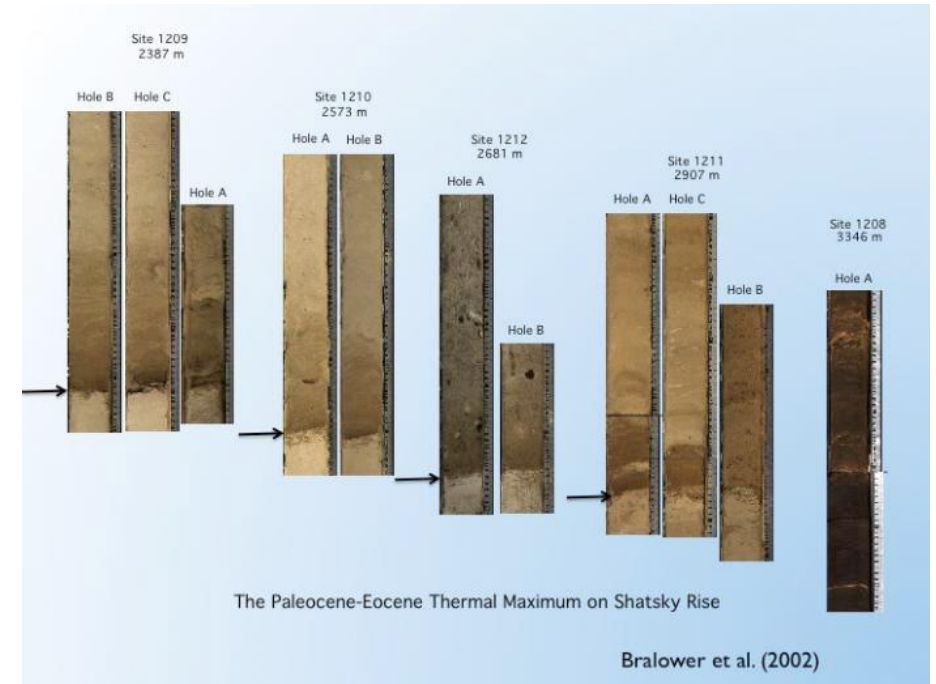 Site 1209
2387 m
Hole B
Hole C
Hole A
Site 1210
2573 m
Hole A
Hole B
Site 1212
2681 m
Hole A
Hole B
Site 1211
2907 m
Hole A
Hole C
Hole B
Site 1208
3346 m
Hole A
The Paleocene-Eocene Thermal Maximum on Shatsky Rise
Bralower et al. (2002)